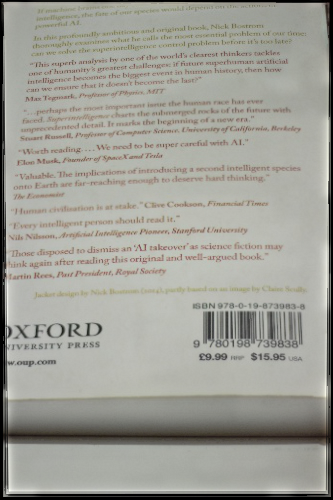 If machine
intelligence, the fate of our species would depend on the actions of
powerful AI.
In this profoundly ambitious and original book, Nick Bostrom
thoroughly examines what he calls the most essential problem of our time:
can we solve the superintelligence control problem before it's too late?
"This superb analysis by one of the world's clearest thinkers tackles
one of humanity's greatest challenges: if future superhuman artificial
intelligence becomes the biggest event in human history, then how
can we ensure that it doesn't become the last?"
Max Tegmark, Professor of Physics, MIT
"... perhaps the most important issue the human race has ever
faced. Superintelligence charts the submerged rocks of the future with
unprecedented detail. It marks the beginning of a new era."
Stuart Russell, Professor of Computer Science, University of California, Berkeley
"Worth reading.... We need to be super careful with AI."
Elon Musk, Founder of SpaceX and Tesla
"Valuable. The implications of introducing a second intelligent species
onto Earth are far-reaching enough to deserve hard thinking."
The Economist
"Human civilisation is at stake." Clive Cookson, Financial Times
"Every intelligent person should read it."
Nils Nilsson, Artificial Intelligence Pioneer, Stanford University
"Those disposed to dismiss an 'AI takeover' as science fiction may
think again after reading this original and well-argued book."
Martin Rees, Past President, Royal Society
Jacket design by Nick Bostrom (2014), partly based on an image by Claire Scully.
ISBN 978-0-19-873983-8
OXFORD
UNIVERSITY PRESS
www.oup.com
9 780198 739838
£9.99 RRP $15.95 USA